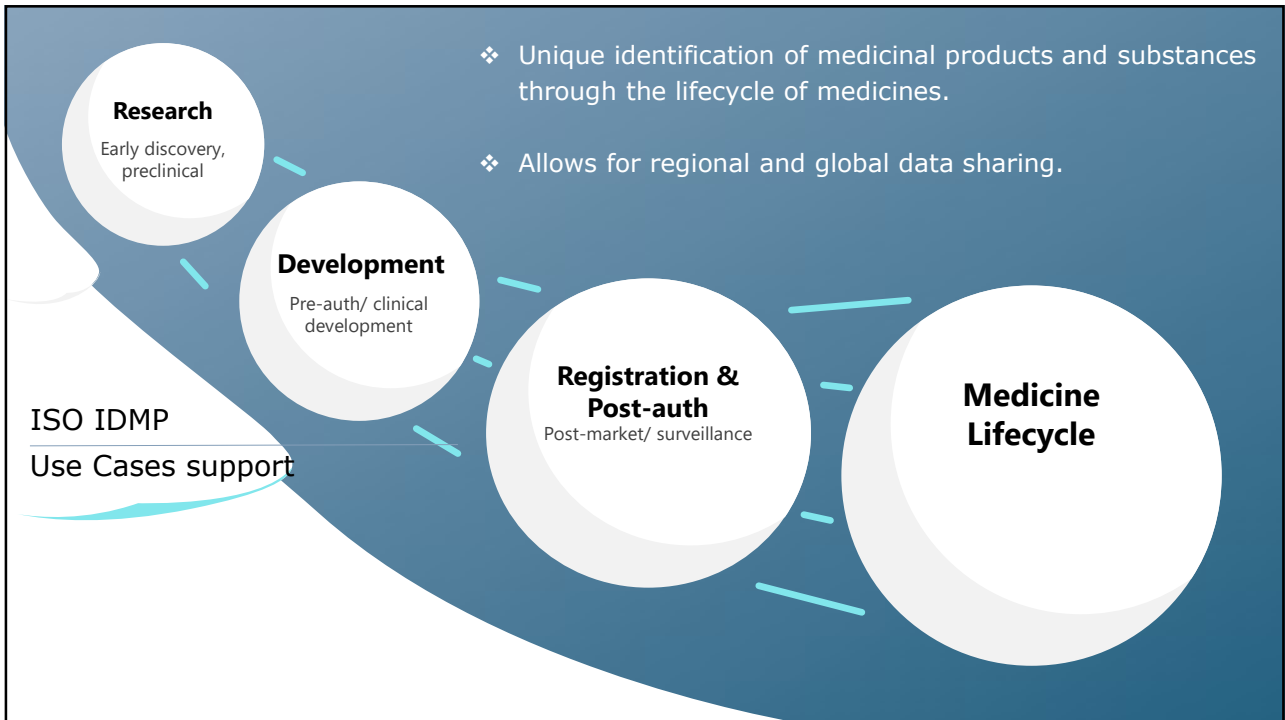 ❖ Unique identification of medicinal products and substances
through the lifecycle of medicines.
❖ Allows for regional and global data sharing.
Research
Early discovery,
preclinical
Development
Pre-auth/ clinical
development
Registration &
Post-auth
Post-market/ surveillance
Medicine
Lifecycle
ISO IDMP
Use Cases support